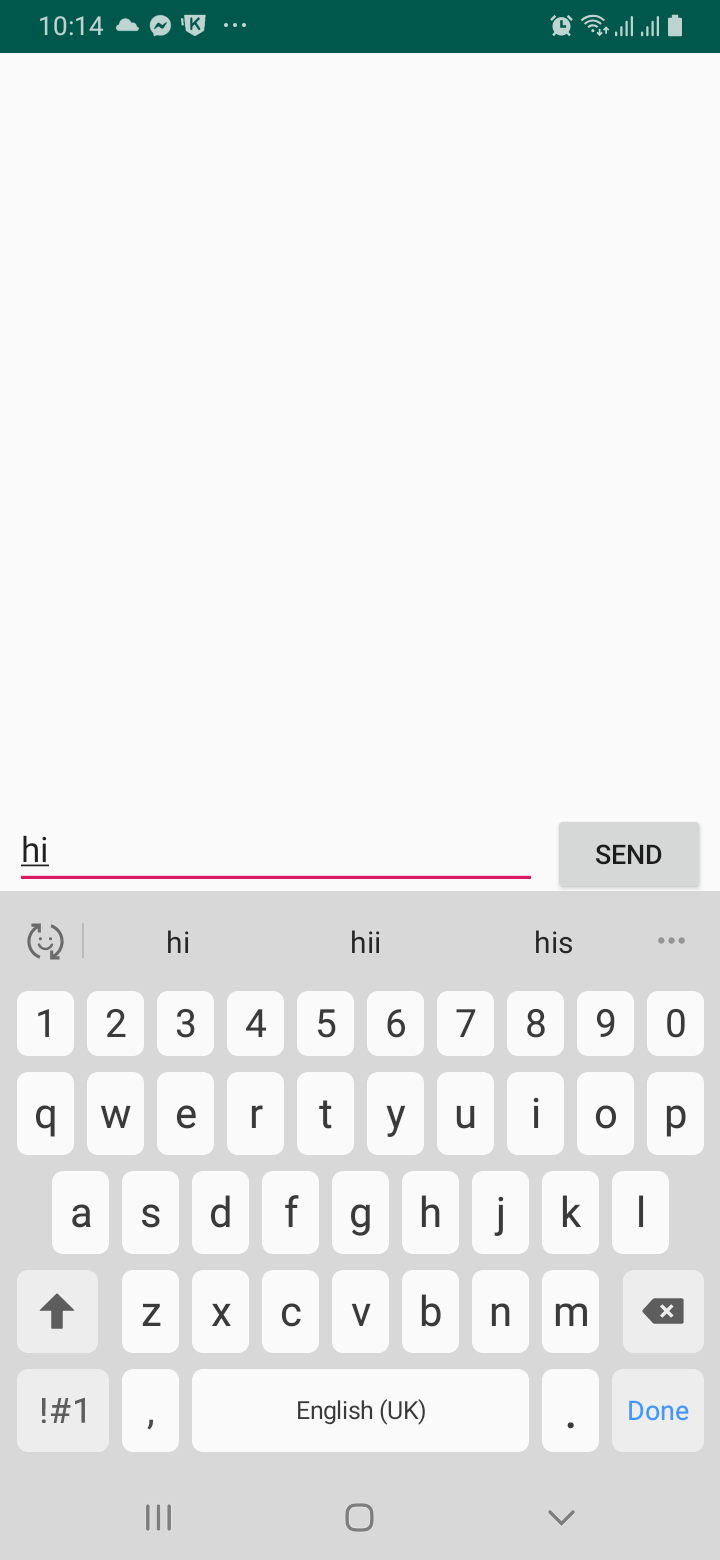 10:14
hi
SEND
hi hii his
1 2 3 4 5 6 7 8 9 0
q w e r t y u i o p
a s d f g h j k l
z x c v b n m
!#1 , English (UK) . Done